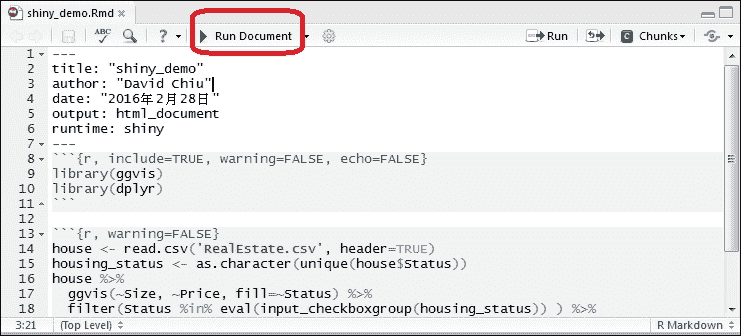 shiny_demo.Rmd ×
ABC ? Run Document Run C Chunks
1 ---
2 title: "shiny_demo"
3 author: "David Chiu"
4 date: "2016年2月28日"
5 output: html_document
6 runtime: shiny
7 ---
8 ```{r, include=TRUE, warning=FALSE, echo=FALSE}
9 library(ggvis)
10 library(dplyr)
11 ```
12
13 ```{r, warning=FALSE}
14 house <- read.csv('RealEstate.csv', header=TRUE)
15 housing_status <- as.character(unique(house$Status))
16 house %>%
17   ggvis(~Size, ~Price, fill=~Status) %>%
18   filter(Status %in% eval(input_checkboxgroup(housing_status)) ) %>%
3:21 (Top Level) R Markdown